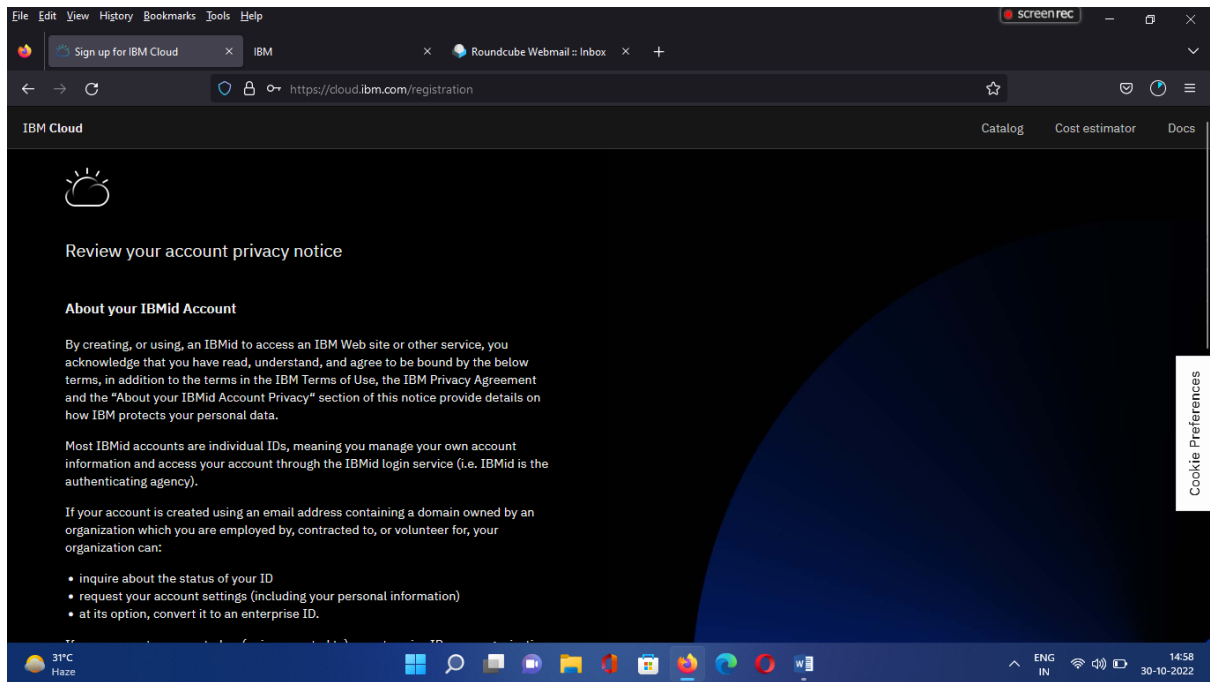 File Edit View History Bookmarks Tools Help
screenrec
Sign up for IBM Cloud
IBM
Roundcube Webmail :: Inbox
https://cloud.ibm.com/registration
IBM Cloud
Catalog Cost estimator Docs
Review your account privacy notice
About your IBMid Account
By creating, or using, an IBMid to access an IBM Web site or other service, you
acknowledge that you have read, understand, and agree to be bound by the below
terms, in addition to the terms in the IBM Terms of Use, the IBM Privacy Agreement
and the “About your IBMid Account Privacy“ section of this notice provide details on
how IBM protects your personal data.
Most IBMid accounts are individual IDs, meaning you manage your own account
information and access your account through the IBMid login service (i.e. IBMid is the
authenticating agency).
If your account is created using an email address containing a domain owned by an
organization which you are employed by, contracted to, or volunteer for, your
organization can:
• inquire about the status of your ID
• request your account settings (including your personal information)
• at its option, convert it to an enterprise ID.
Cookie Preferences
31°C
Haze
ENG
IN
14:58
30-10-2022